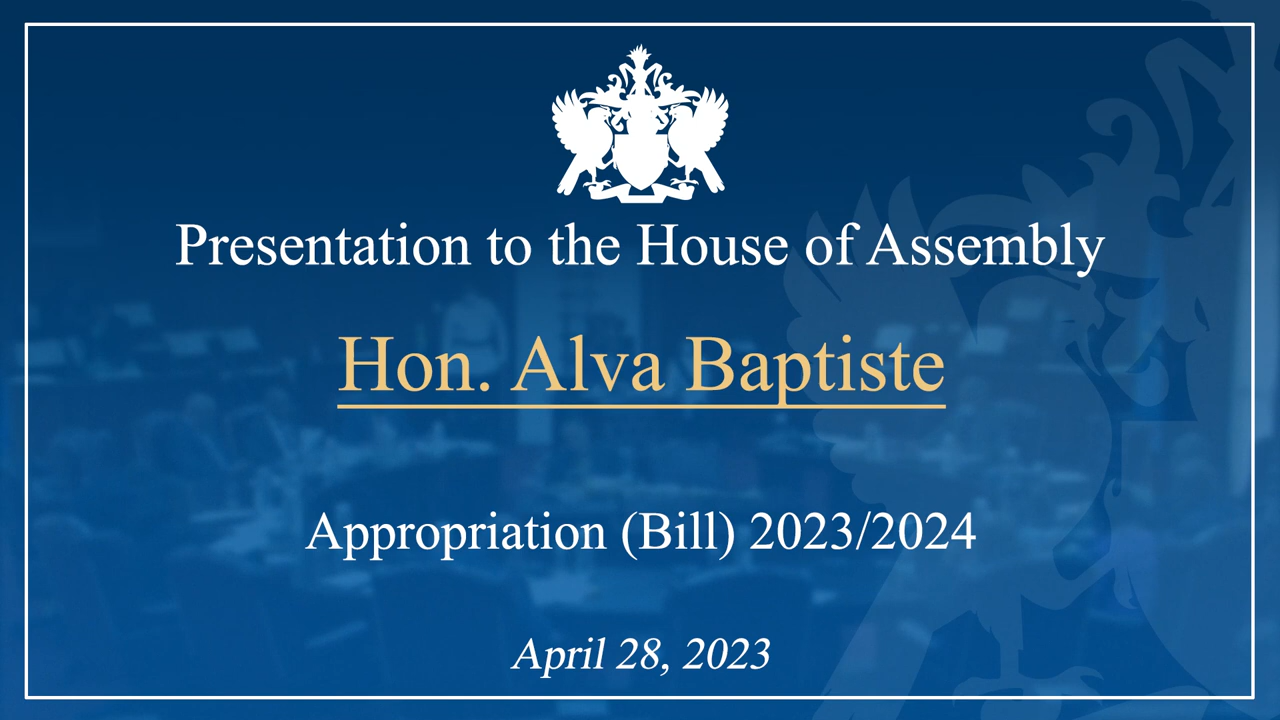 Presentation to the House of Assembly
Hon. Alva Baptiste
Appropriation (Bill) 2023/2024
April 28, 2023